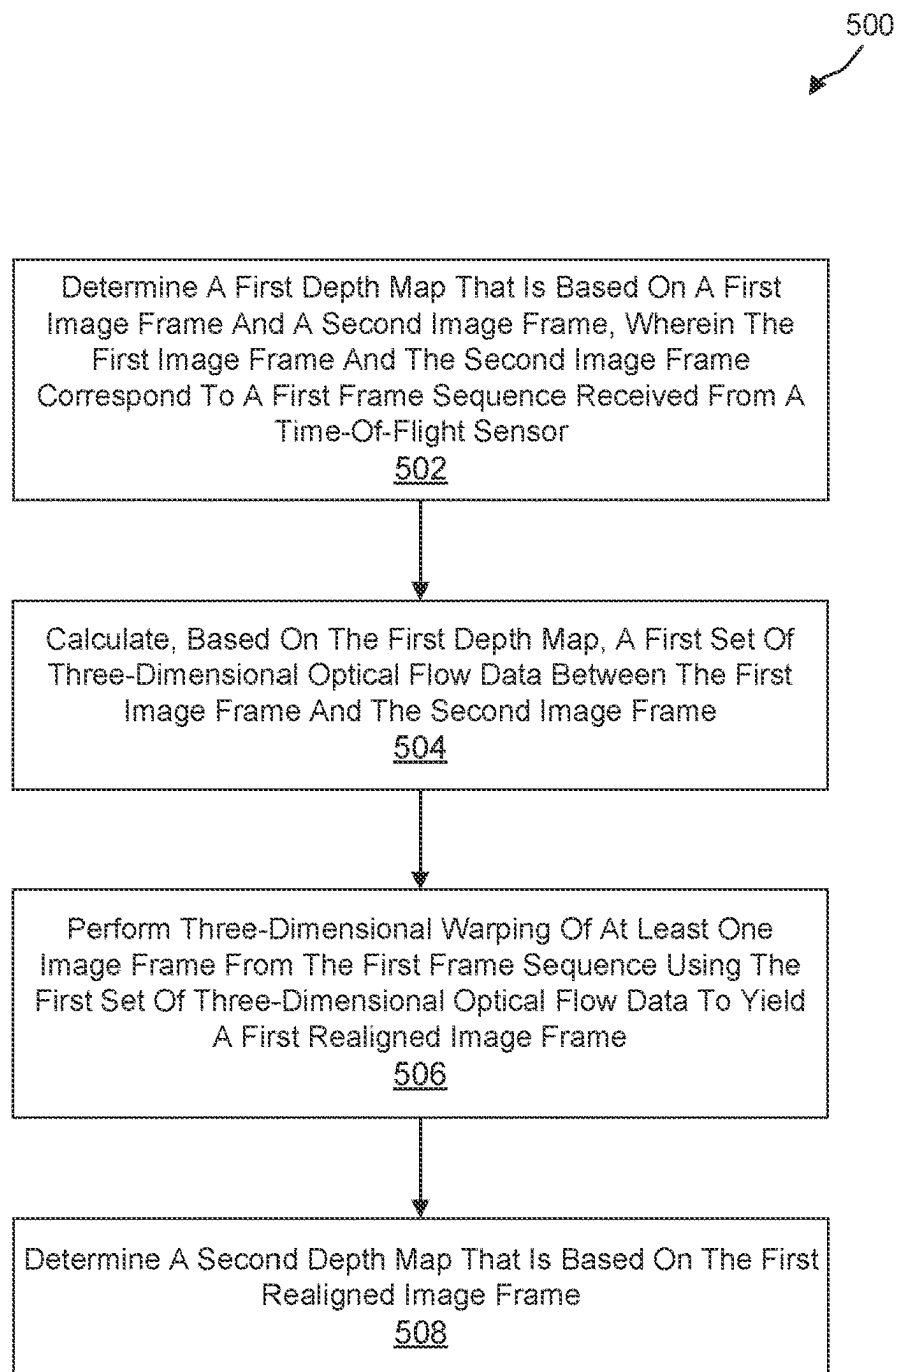 500
Determine A First Depth Map That Is Based On A First
Image Frame And A Second Image Frame, Wherein The
First Image Frame And The Second Image Frame
Correspond To A First Frame Sequence Received From A
Time-Of-Flight Sensor
502
Calculate, Based On The First Depth Map, A First Set Of
Three-Dimensional Optical Flow Data Between The First
Image Frame And The Second Image Frame
504
Perform Three-Dimensional Warping Of At Least One
Image Frame From The First Frame Sequence Using The
First Set Of Three-Dimensional Optical Flow Data To Yield
A First Realigned Image Frame
506
Determine A Second Depth Map That Is Based On The First
Realigned Image Frame
508